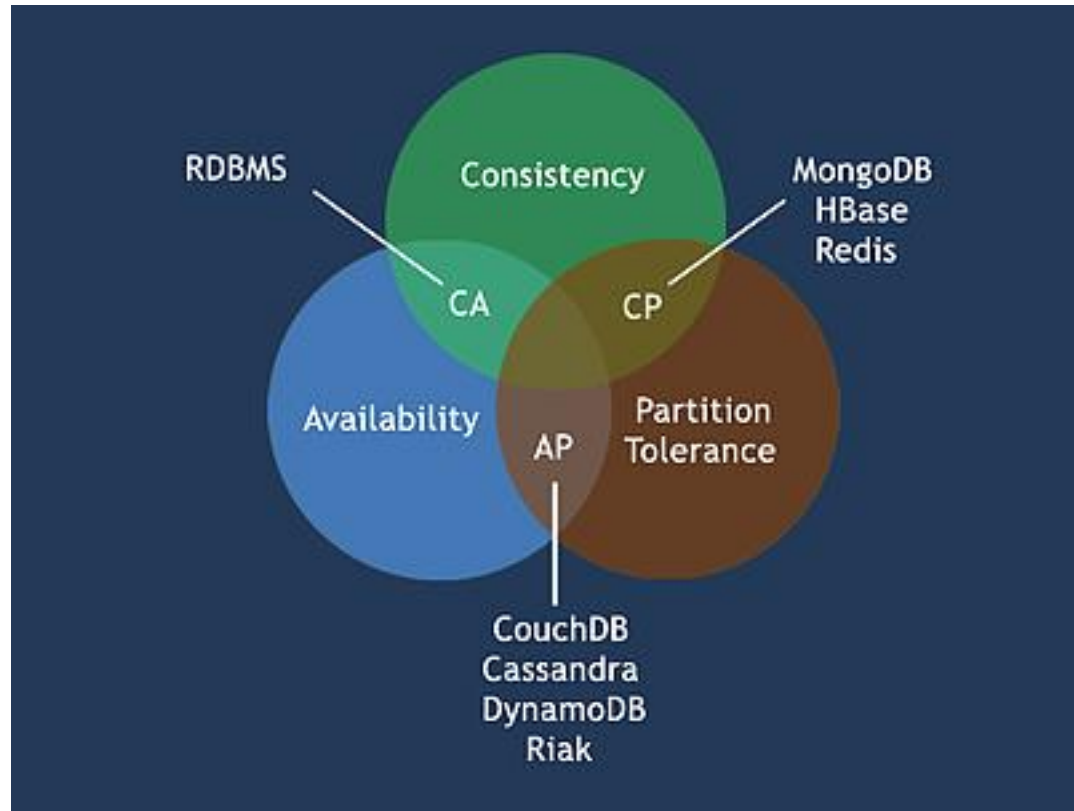 RDBMS
Consistency
MongoDB
HBase
Redis
CA
CP
Availability
Partition
Tolerance
AP
CouchDB
Cassandra
DynamoDB
Riak